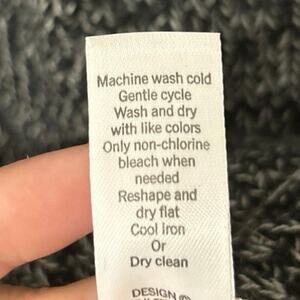 Machine wash cold
Gentle cycle
Wash and dry
with like colors
Only non-chlorine
bleach when
needed
Reshape and
dry flat
Cool iron
Or
Dry clean
DESIGN ©